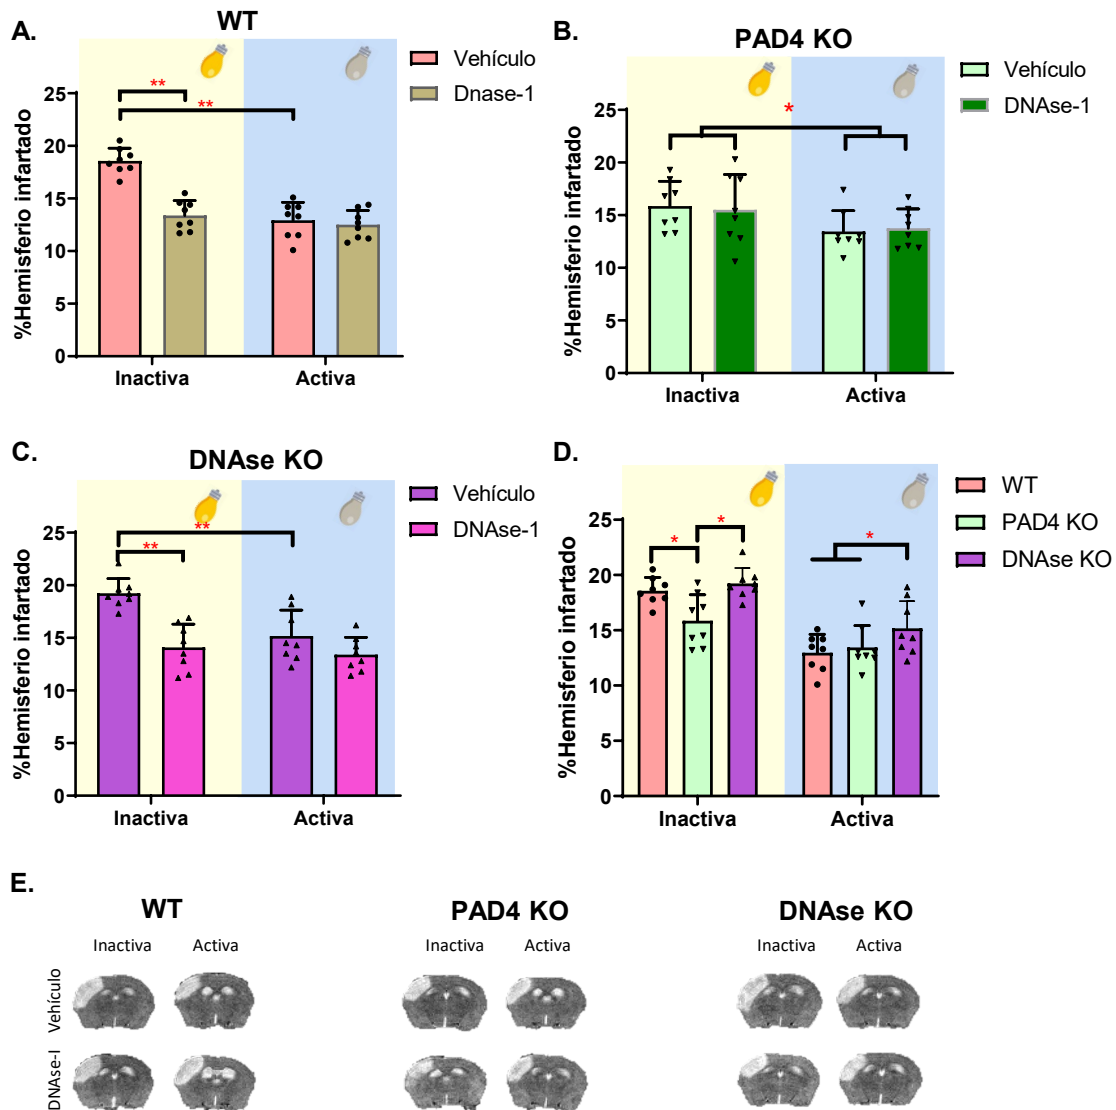 A.
WT
Vehículo
Dnase-1
**
**
%Hemisferio infartado
25
20
15
10
5
0
Inactiva
Activa
B.
PAD4 KO
Vehículo
DNAse-1
*
%Hemisferio infartado
25
20
15
10
5
0
Inactiva
Activa
C.
DNAse KO
Vehículo
DNAse-1
**
**
%Hemisferio infartado
25
20
15
10
5
0
Inactiva
Activa
D.
WT
PAD4 KO
DNAse KO
*
*
*
%Hemisferio infartado
25
20
15
10
5
0
Inactiva
Activa
E.
WT
PAD4 KO
DNAse KO
Inactiva Activa
Inactiva Activa
Inactiva Activa
Vehículo
DNAse-I